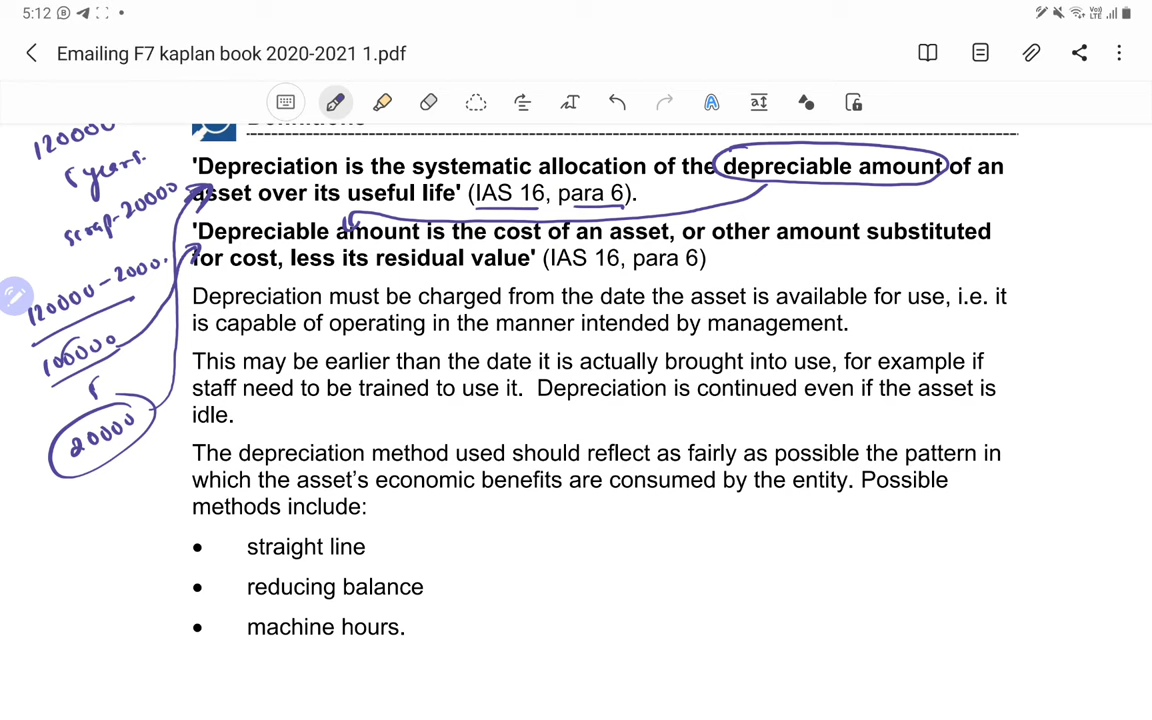 5:12
Vo))
LTE
Emailing F7 kaplan book 2020-2021 1.pdf
Definitions
'Depreciation is the systematic allocation of the depreciable amount of an
asset over its useful life' (IAS 16, para 6).
'Depreciable amount is the cost of an asset, or other amount substituted
for cost, less its residual value' (IAS 16, para 6)
Depreciation must be charged from the date the asset is available for use, i.e. it
is capable of operating in the manner intended by management.
This may be earlier than the date it is actually brought into use, for example if
staff need to be trained to use it. Depreciation is continued even if the asset is
idle.
The depreciation method used should reflect as fairly as possible the pattern in
which the asset's economic benefits are consumed by the entity. Possible
methods include:
• straight line
• reducing balance
• machine hours.
120000
5 years.
scrap-20000
120000-2000.
100000
5
20000